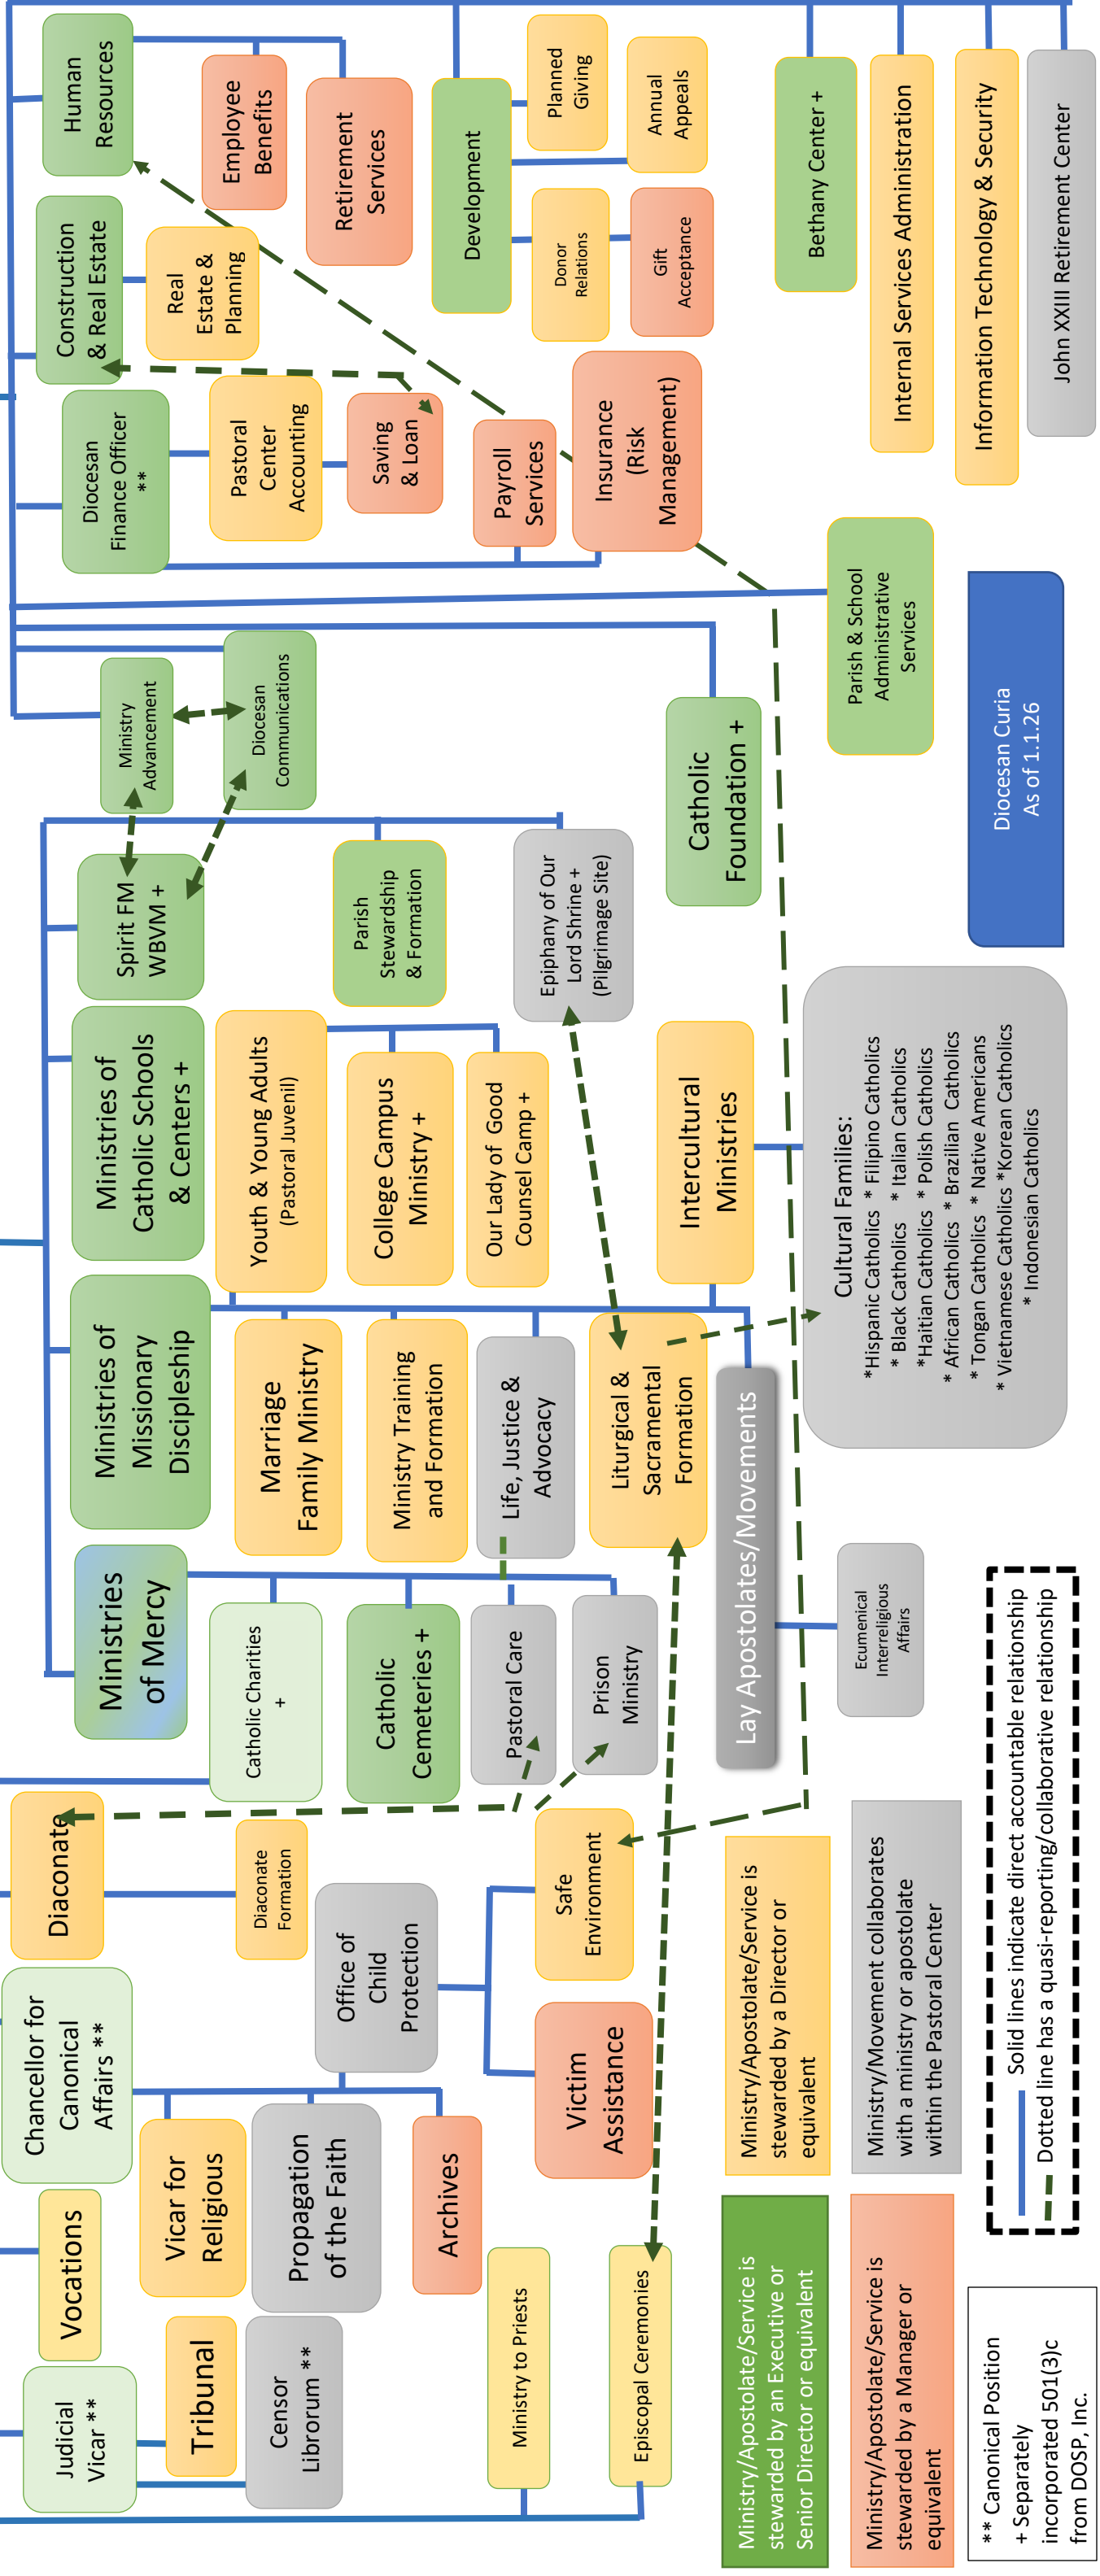 Judicial
Vicar **
Vocations
Chancellor for
Canonical
Affairs **
Diaconate
Tribunal
Censor
Librorum **
Vicar for
Religious
Propagation
of the Faith
Archives
Diaconate
Formation
Office of
Child
Protection
Safe
Environment
Victim
Assistance
Ministry to Priests
Episcopal Ceremonies
Ministries
of Mercy
Catholic Charities
+
Catholic
Cemeteries +
Pastoral Care
Prison
Ministry
Ministries of
Missionary
Discipleship
Marriage
Family Ministry
Ministry Training
and Formation
Life, Justice &
Advocacy
Liturgical &
Sacramental
Formation
Lay Apostolates/Movements
Ecumenical
Interreligious
Affairs
Ministries of
Catholic Schools
& Centers +
Youth & Young Adults
(Pastoral Juvenil)
College Campus
Ministry +
Our Lady of Good
Counsel Camp +
Intercultural
Ministries
Cultural Families:
*Hispanic Catholics * Filipino Catholics
* Black Catholics * Italian Catholics
*Haitian Catholics * Polish Catholics
* African Catholics * Brazilian Catholics
* Tongan Catholics * Native Americans
* Vietnamese Catholics *Korean Catholics
* Indonesian Catholics
Spirit FM
WBVM +
Parish
Stewardship
& Formation
Epiphany of Our
Lord Shrine +
(Pilgrimage Site)
Ministry
Advancement
Diocesan
Communications
Catholic
Foundation +
Parish & School
Administrative
Services
Diocesan
Finance Officer
**
Pastoral
Center
Accounting
Saving
& Loan
Payroll
Services
Insurance
(Risk
Management)
Construction
& Real Estate
Real
Estate &
Planning
Human
Resources
Employee
Benefits
Retirement
Services
Development
Donor
Relations
Gift
Acceptance
Planned
Giving
Annual
Appeals
Bethany Center +
Internal Services Administration
Information Technology & Security
John XXIII Retirement Center
Diocesan Curia
As of 1.1.26
Ministry/Apostolate/Service is
stewarded by an Executive or
Senior Director or equivalent
Ministry/Apostolate/Service is
stewarded by a Director or
equivalent
Ministry/Apostolate/Service is
stewarded by a Manager or
equivalent
Ministry/Movement collaborates
with a ministry or apostolate
within the Pastoral Center
** Canonical Position
+ Separately
incorporated 501(3)c
from DOSP, Inc.
Solid lines indicate direct accountable relationship
Dotted line has a quasi-reporting/collaborative relationship